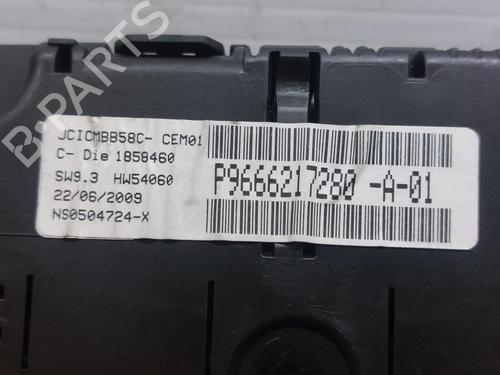 B-PARTS
JCICMBB58C- CEM01
C- Die 1858460
SW9.3 HW54060
22/06/2009
NS0504724-X
P9666217280 -A-01